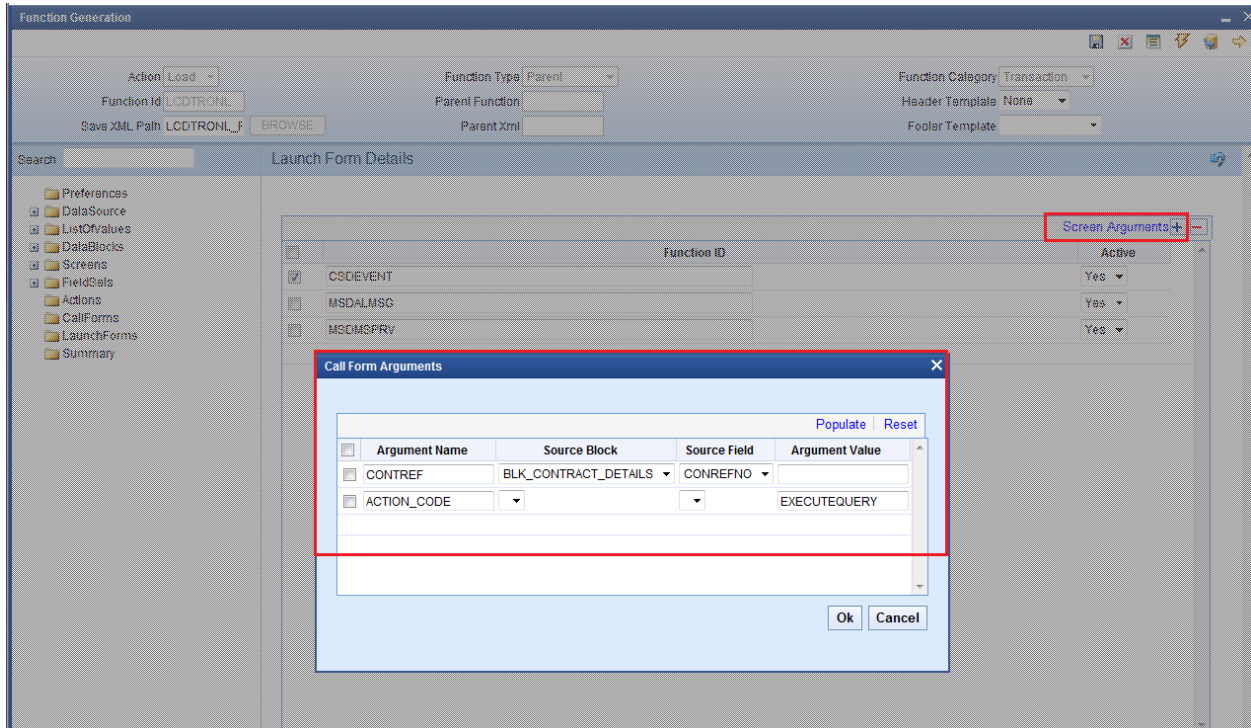 Function Generation
Action Load Function Type Parent Function Category Transaction
Function Id LCDTRONL Parent Function Header Template None
Save XML Path LCDTRONL_F BROWSE Parent Xml Footer Template
Search Launch Form Details
Preferences
DataSource
ListOfValues
DataBlocks
Screens
FieldSets
Actions
CallForms
LaunchForms
Summary
Screen Arguments
Function ID Active
CSDEVENT Yes
MSDALMSG Yes
MSDMSPRV Yes
Call Form Arguments
Populate Reset
Argument Name Source Block Source Field Argument Value
CONTREF BLK_CONTRACT_DETAILS CONREFNO
ACTION_CODE EXECUTEQUERY
Ok Cancel